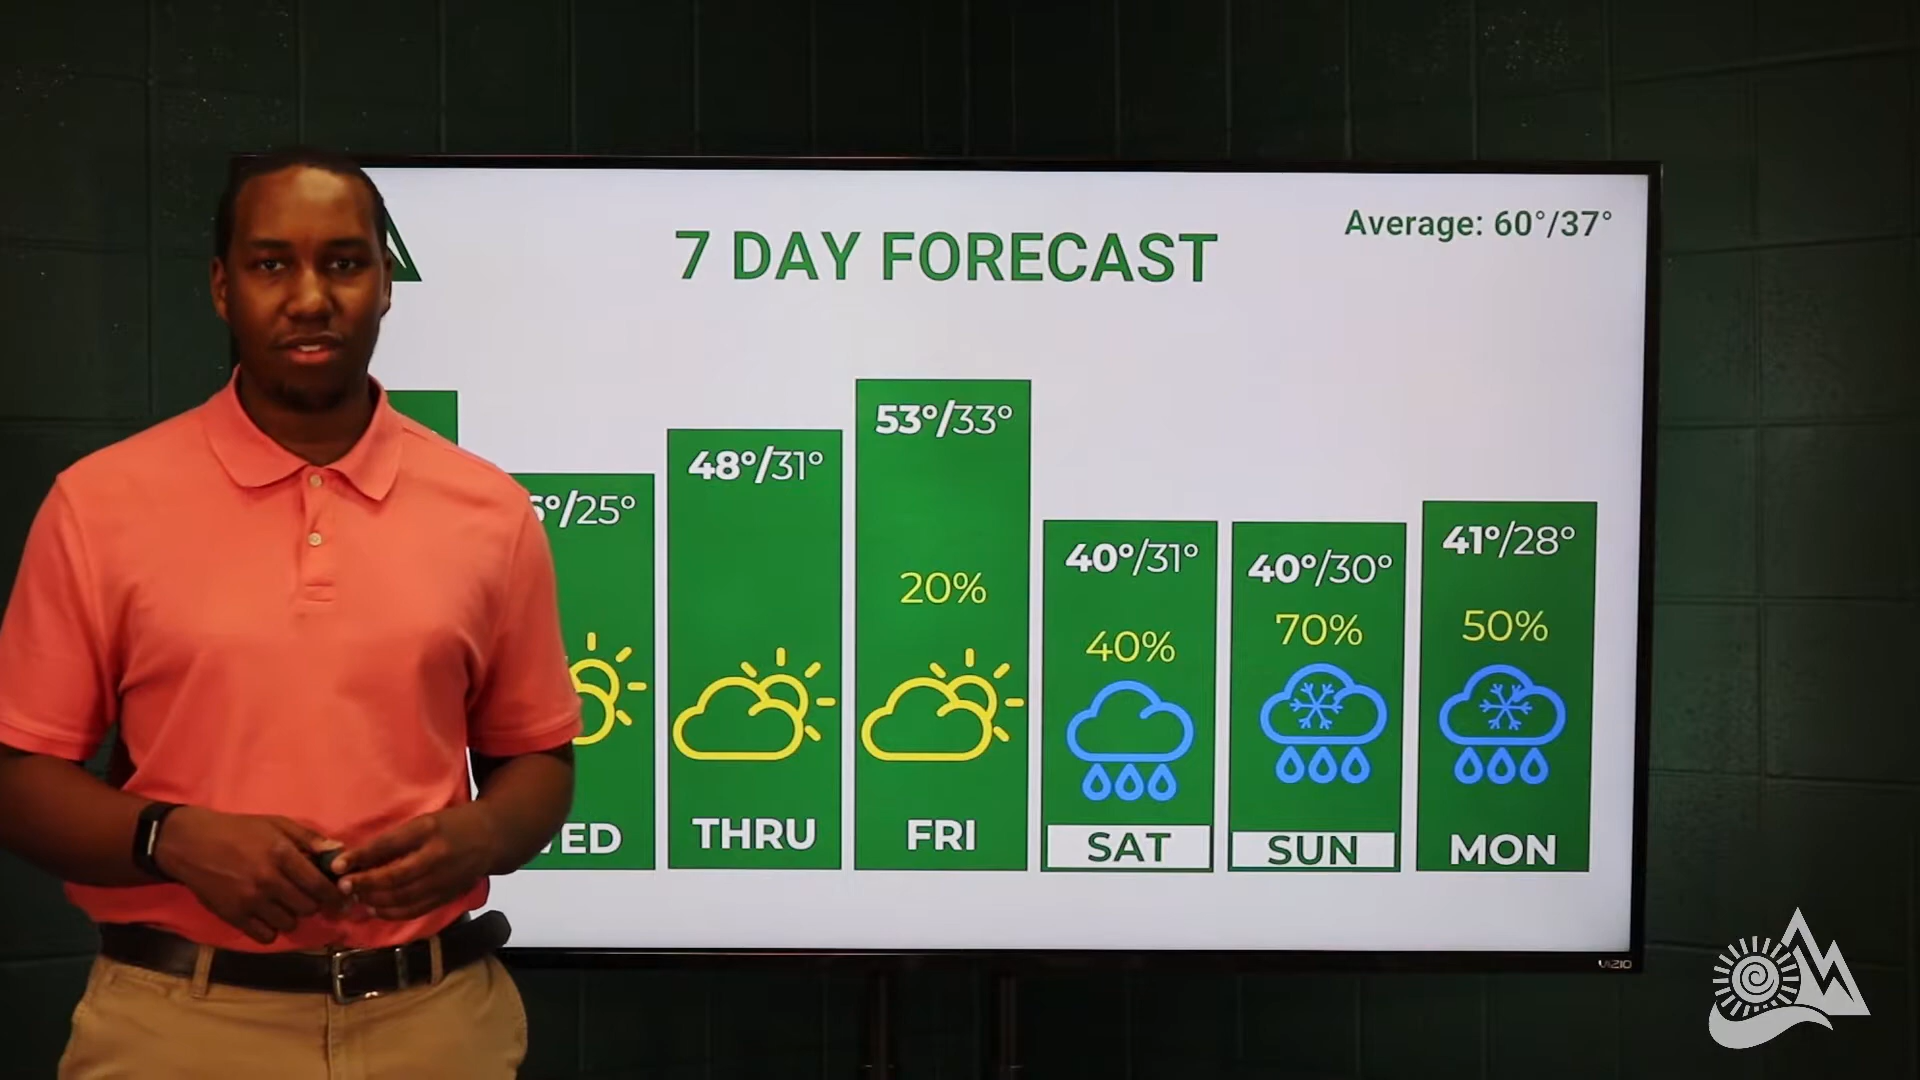 Average: 60°/37°
7 DAY FORECAST
6°/25°
48°/31°
THRU
53°/33°
20%
FRI
40°/31°
40%
SAT
40°/30°
70%
SUN
41°/28°
50%
MON
VIZIO